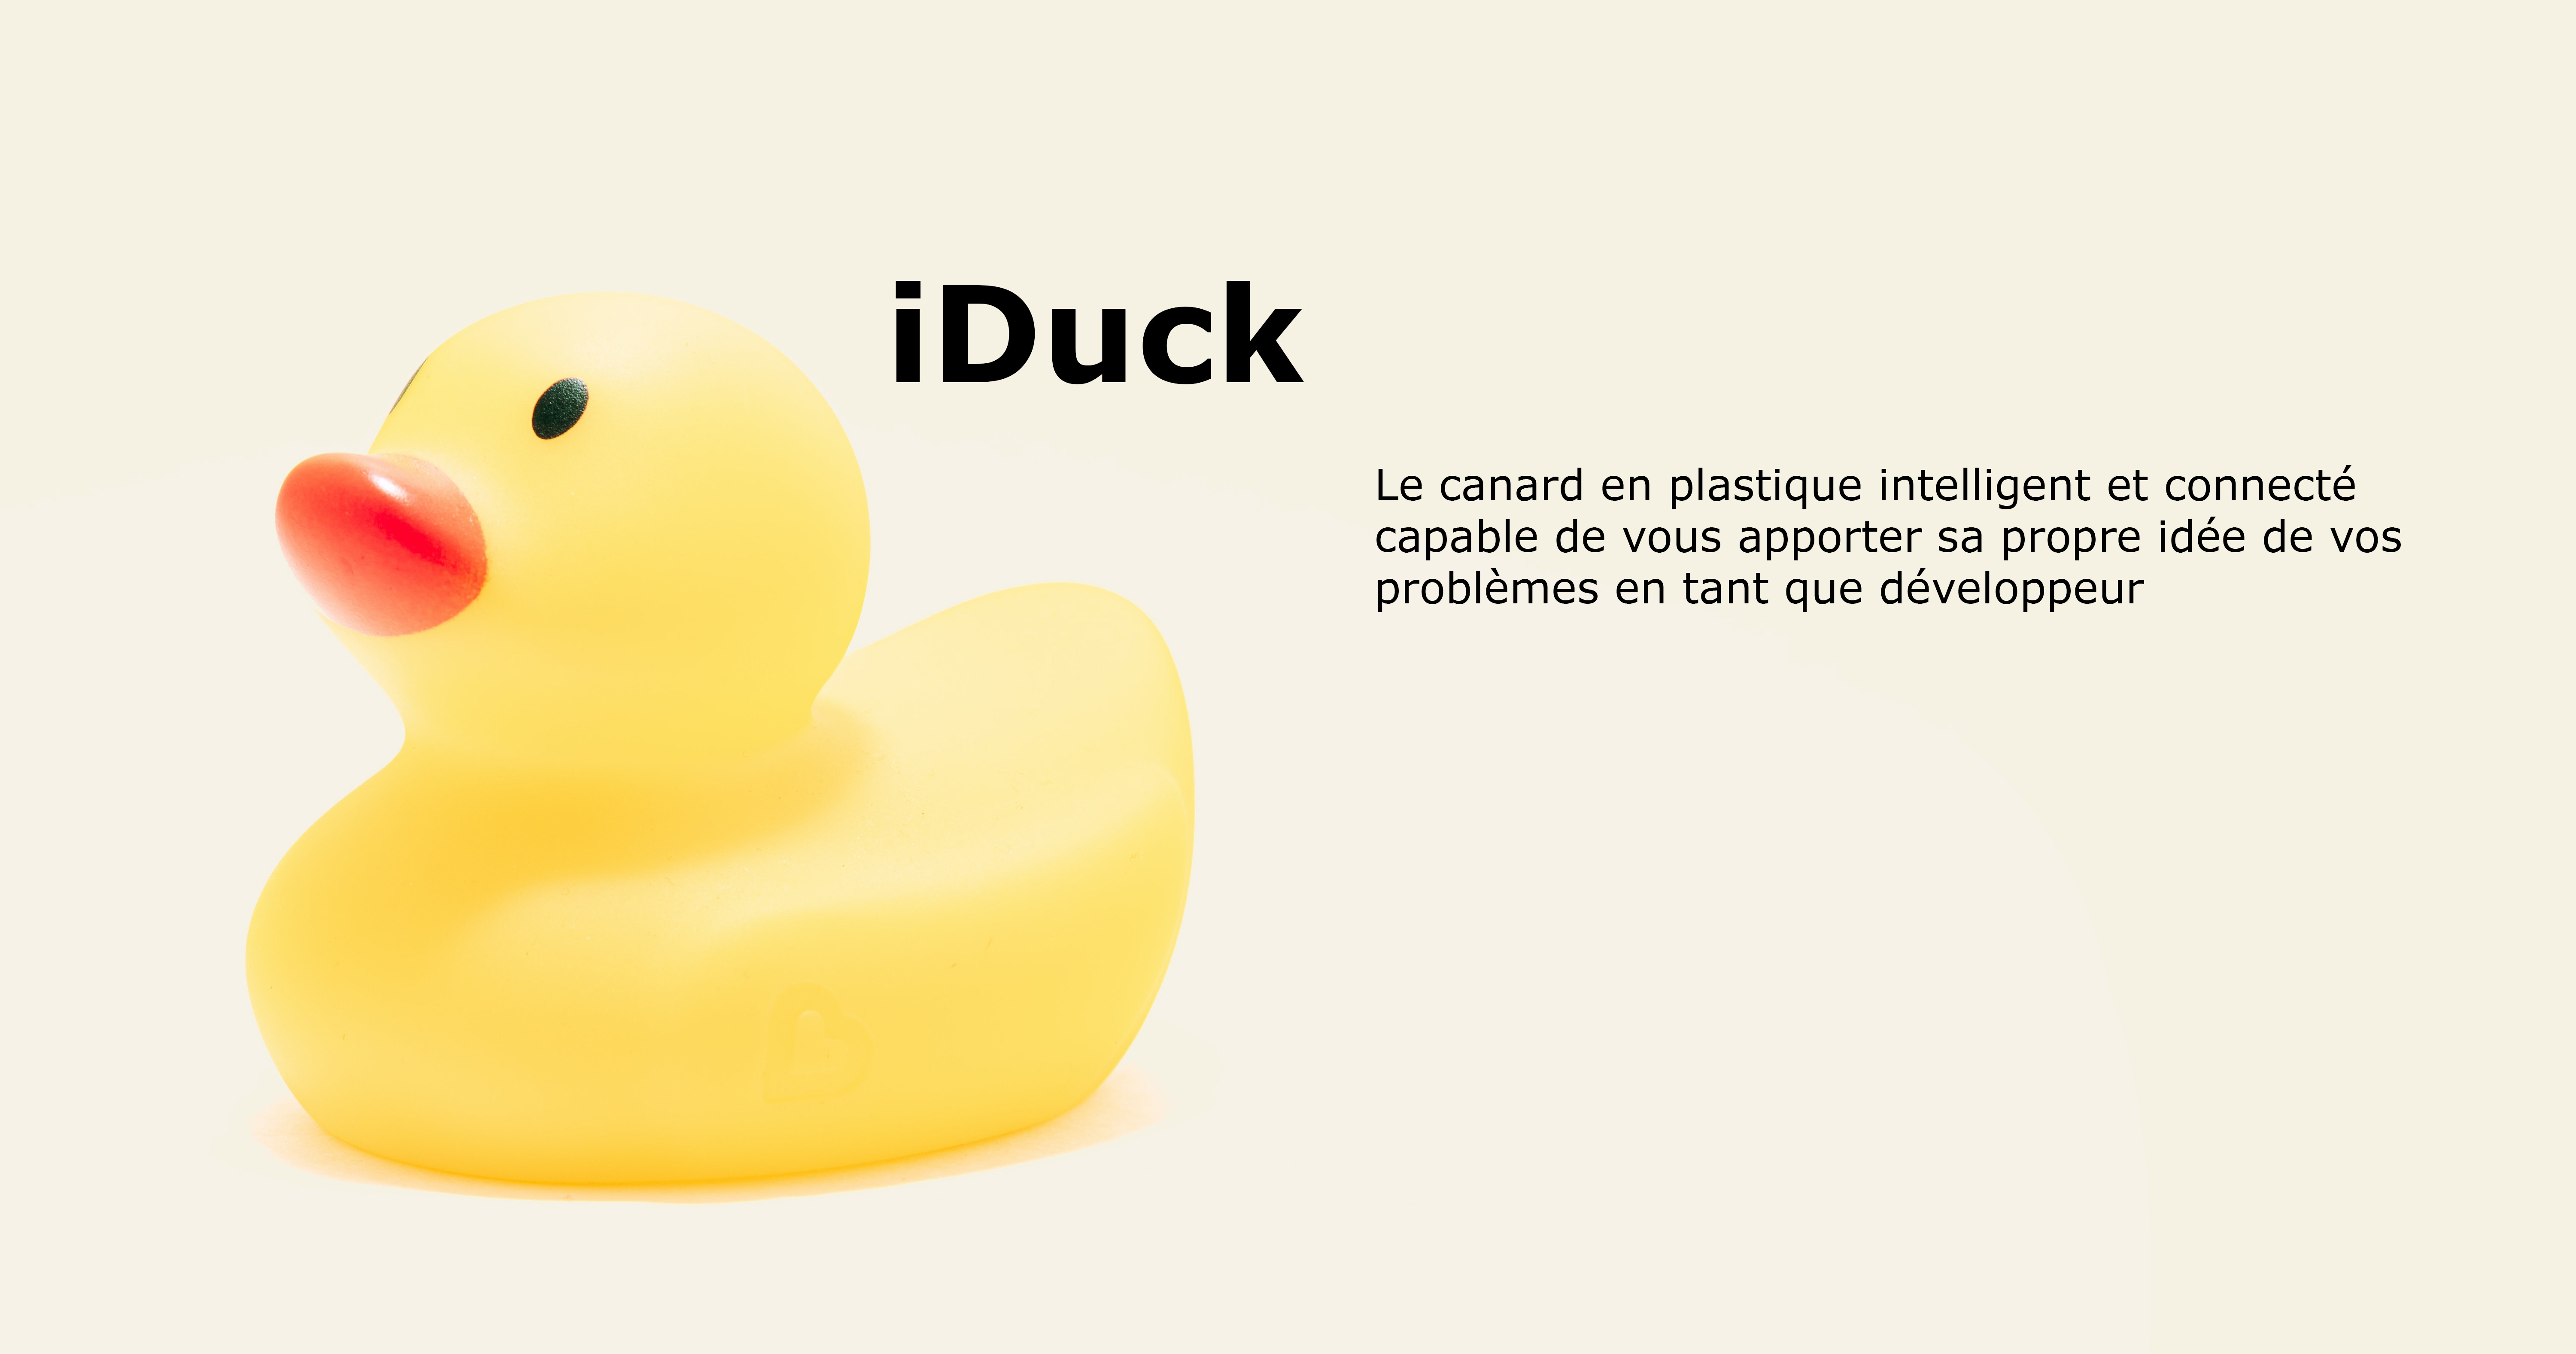 iDuck
Le canard en plastique intelligent et connecté
capable de vous apporter sa propre idée de vos
problèmes en tant que développeur